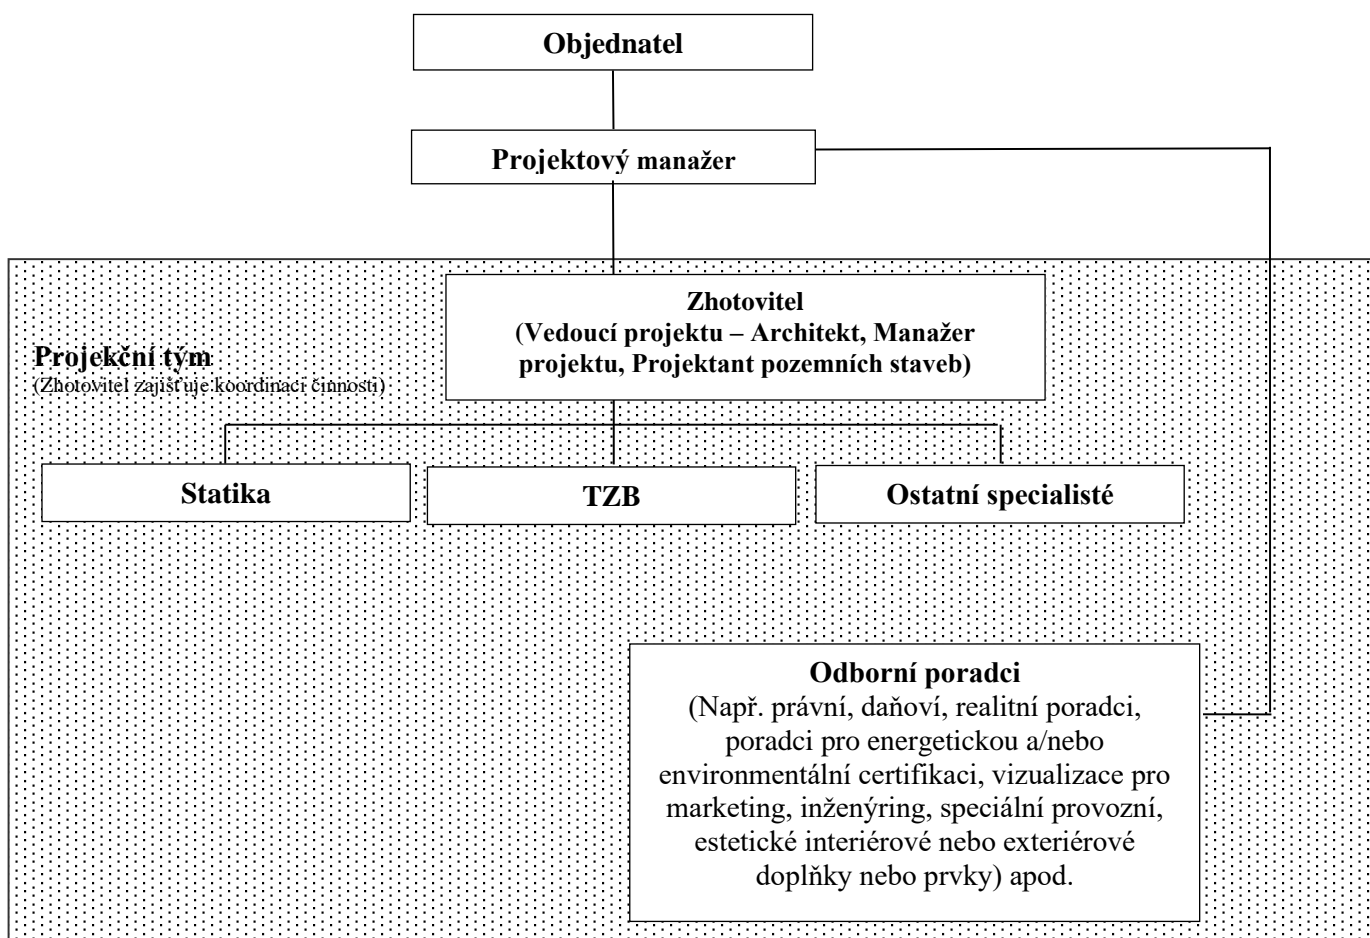 Objednatel
Projektový manažer
Zhotovitel
(Vedoucí projektu – Architekt, Manažer
projektu, Projektant pozemních staveb)
Projekční tým
(Zhotovitel zajišťuje koordinaci činností)
Statika
TZB
Ostatní specialisté
Odborní poradci
(Např. právní, daňoví, realitní poradci,
poradci pro energetickou a/nebo
environmentální certifikaci, vizualizace pro
marketing, inženýring, speciální provozní,
estetické interiérové nebo exteriérové
doplňky nebo prvky) apod.